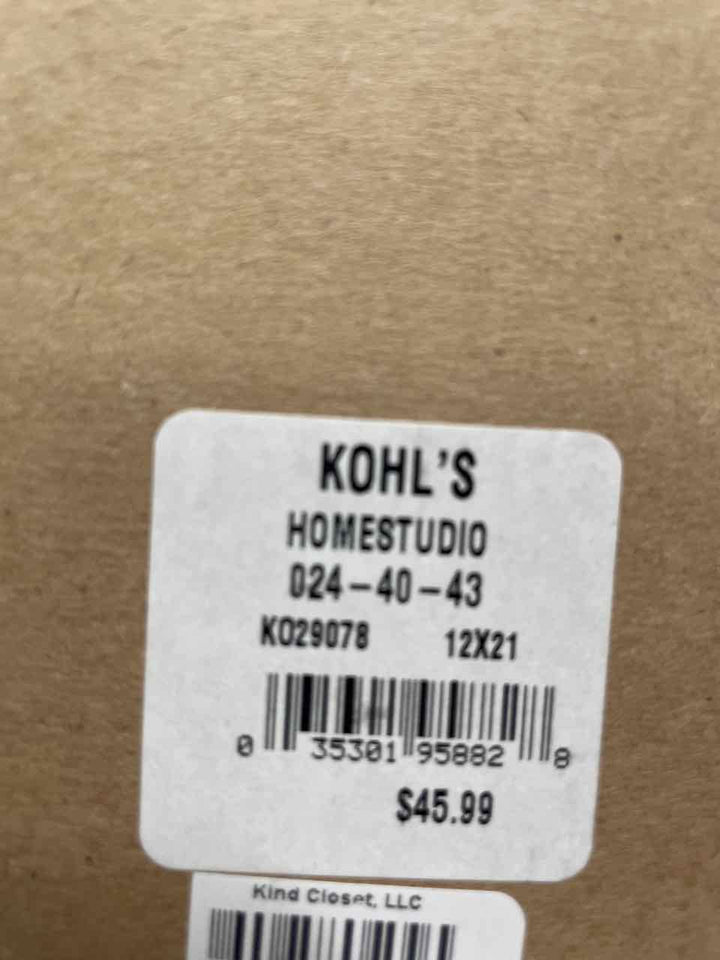 KOHL'S
HOMESTUDIO
024-40-43
KO29078 12X21
0 35301 95882 8
$45.99
Kind Closet, LLC